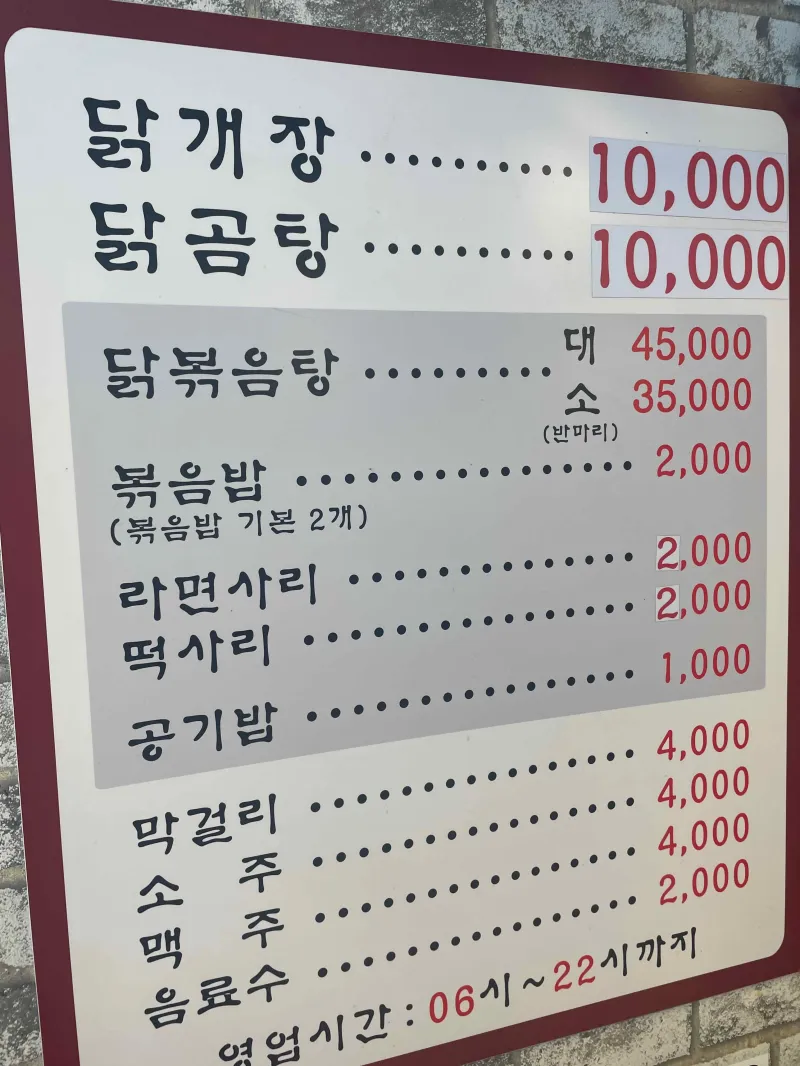 닭개장 .......... 10,000
닭곰탕 .......... 10,000
닭볶음탕 ......... 대 45,000
소 35,000
(반마리)
볶음밥 ................ 2,000
(볶음밥 기본 2개)
라면사리 ............. 2,000
떡사리 ................ 2,000
공기밥 ................ 1,000
막걸리 ................ 4,000
소 주 ................ 4,000
맥 주 ................ 4,000
음료수 ................ 2,000
영업시간 : 06시~22시까지